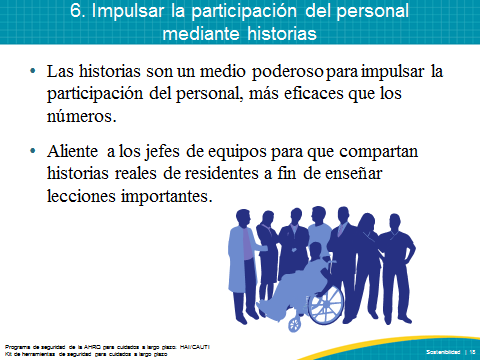 6. Impulsar la participación del personal
mediante historias
• Las historias son un medio poderoso para impulsar la
participación del personal, más eficaces que los
números.
• Aliente a los jefes de equipos para que compartan
historias reales de residentes a fin de enseñar
lecciones importantes.
Programa de seguridad de la AHRQ para cuidados a largo plazo: HAI/CAUTI
Kit de herramientas de seguridad para cuidados a largo plazo
Sostenibilidad | 18